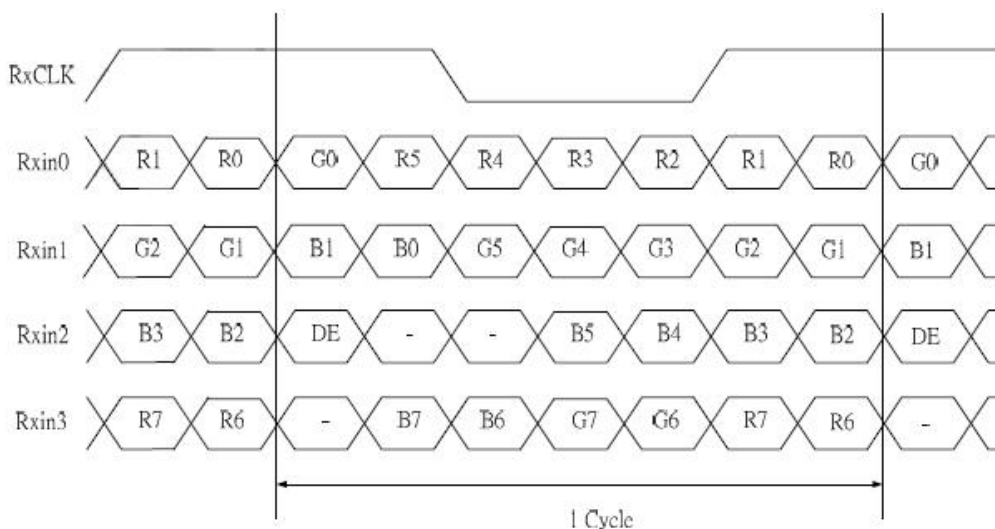 RxCLK
Rxin0 R1 R0 G0 R5 R4 R3 R2 R1 R0 G0
Rxin1 G2 G1 B1 B0 G5 G4 G3 G2 G1 B1
Rxin2 B3 B2 DE - - B5 B4 B3 B2 DE
Rxin3 R7 R6 - B7 B6 G7 G6 R7 R6 -
1 Cycle